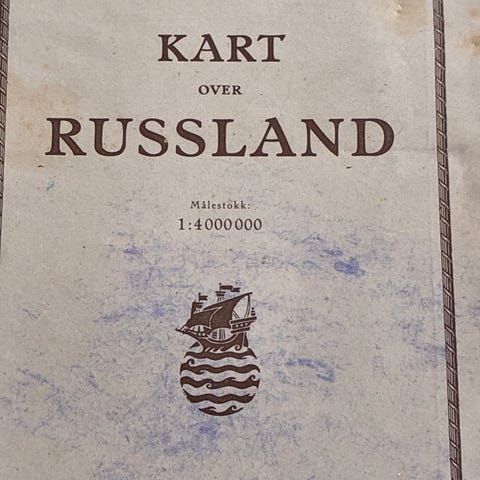 KART
OVER
RUSSLAND
Målestokk:
1:4000000